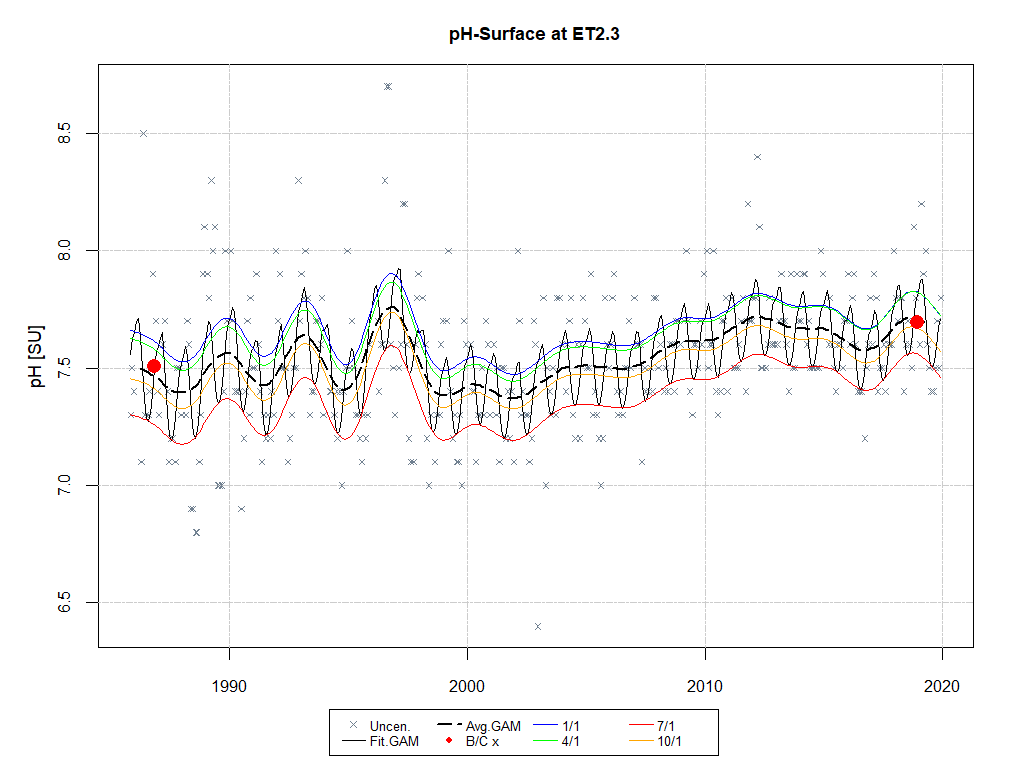 pH-Surface at ET2.3
8.5
8.0
7.5
7.0
6.5
pH [SU]
1990 2000 2010 2020
Uncen. Avg.GAM 1/1 7/1
Fit.GAM B/C x 4/1 10/1